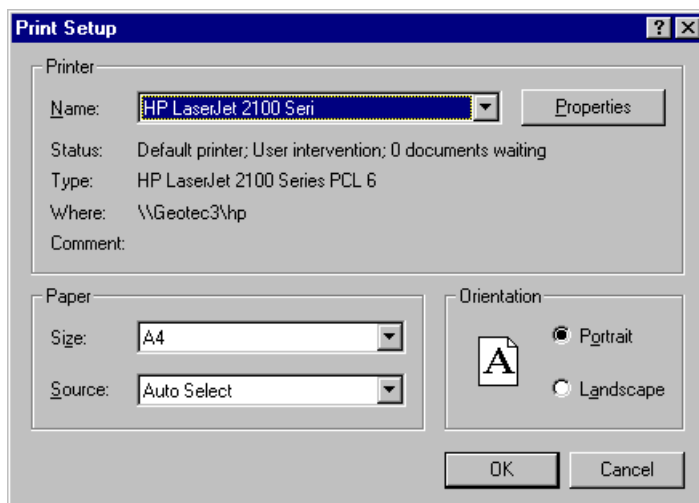 Print Setup
Printer
Name: HP LaserJet 2100 Seri Properties
Status: Default printer; User intervention; 0 documents waiting
Type: HP LaserJet 2100 Series PCL 6
Where: \\Geotec3\hp
Comment:
Paper
Size: A4
Source: Auto Select
Orientation
A
Portrait
Landscape
OK Cancel